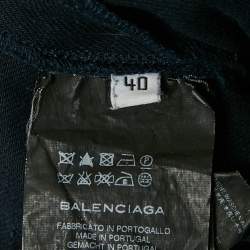 40
BALENCIAGA
FABBRICATO IN PORTOGALLO
MADE IN PORTUGAL
GEMACHT IN PORTUGAL